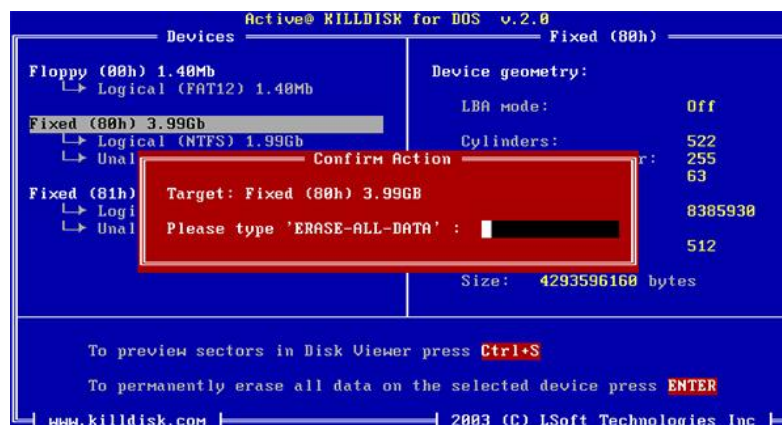 Active@ KILLDISK for DOS v.2.0
Devices
Fixed (80h)
Floppy (00h) 1.40Mb
Logical (FAT12) 1.40Mb
Fixed (80h) 3.99Gb
Logical (NTFS) 1.99Gb
Unal
Fixed (81h)
Logi
Unal
Device geometry:
LBA mode: Off
Cylinders: 522
r: 255
63
8385930
512
Size: 4293596160 bytes
Confirm Action
Target: Fixed (80h) 3.99GB
Please type 'ERASE-ALL-DATA' :
To preview sectors in Disk Viewer press Ctrl+S
To permanently erase all data on the selected device press ENTER
www.killdisk.com
2003 (C) LSoft Technologies Inc